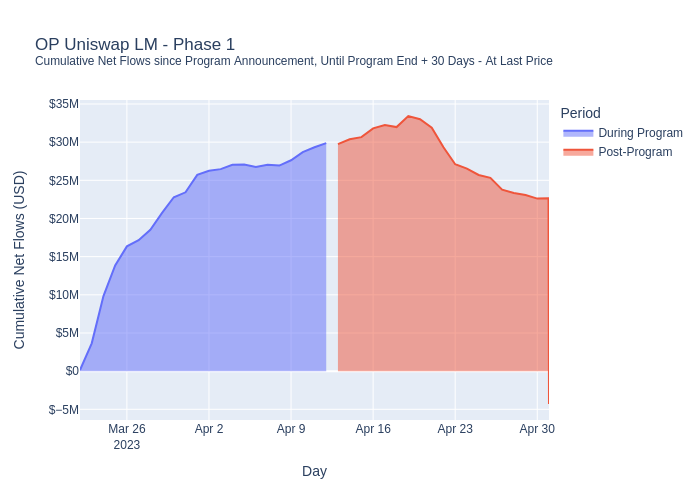 OP Uniswap LM - Phase 1
Cumulative Net Flows since Program Announcement, Until Program End + 30 Days - At Last Price
Period
During Program
Post-Program
Cumulative Net Flows (USD)
$35M
$30M
$25M
$20M
$15M
$10M
$5M
$0
$−5M
Mar 26
2023
Apr 2
Apr 9
Apr 16
Apr 23
Apr 30
Day